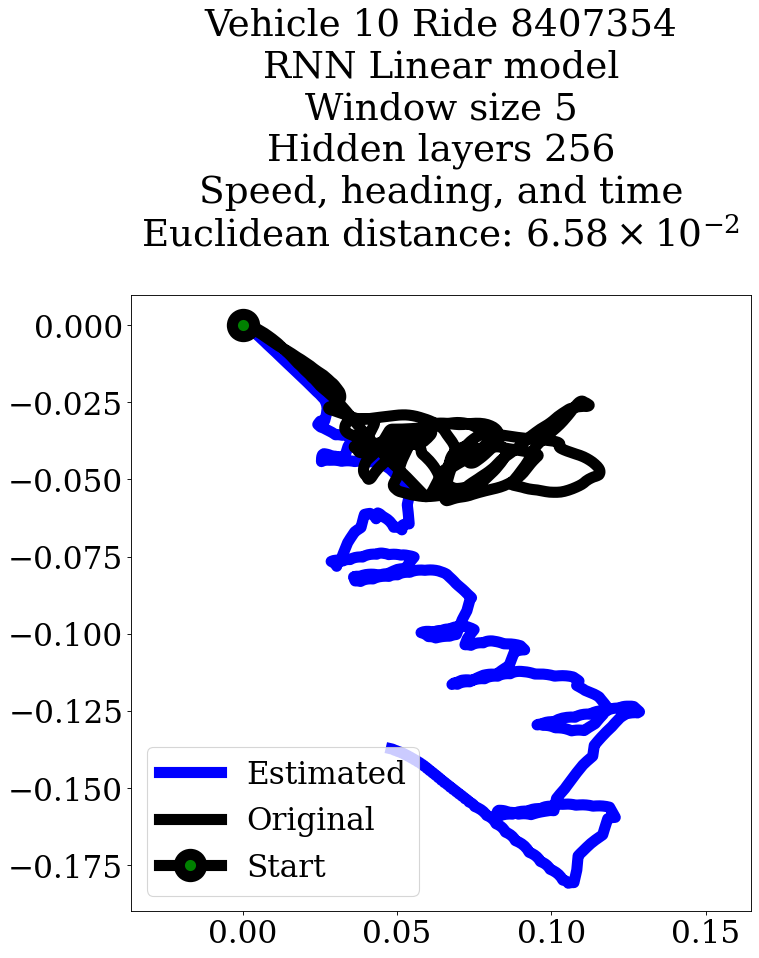 Vehicle 10 Ride 8407354
RNN Linear model
Window size 5
Hidden layers 256
Speed, heading, and time
Euclidean distance: 6.58 × 10⁻²
0.000
−0.025
−0.050
−0.075
−0.100
−0.125
−0.150
−0.175
Estimated
Original
Start
0.00 0.05 0.10 0.15